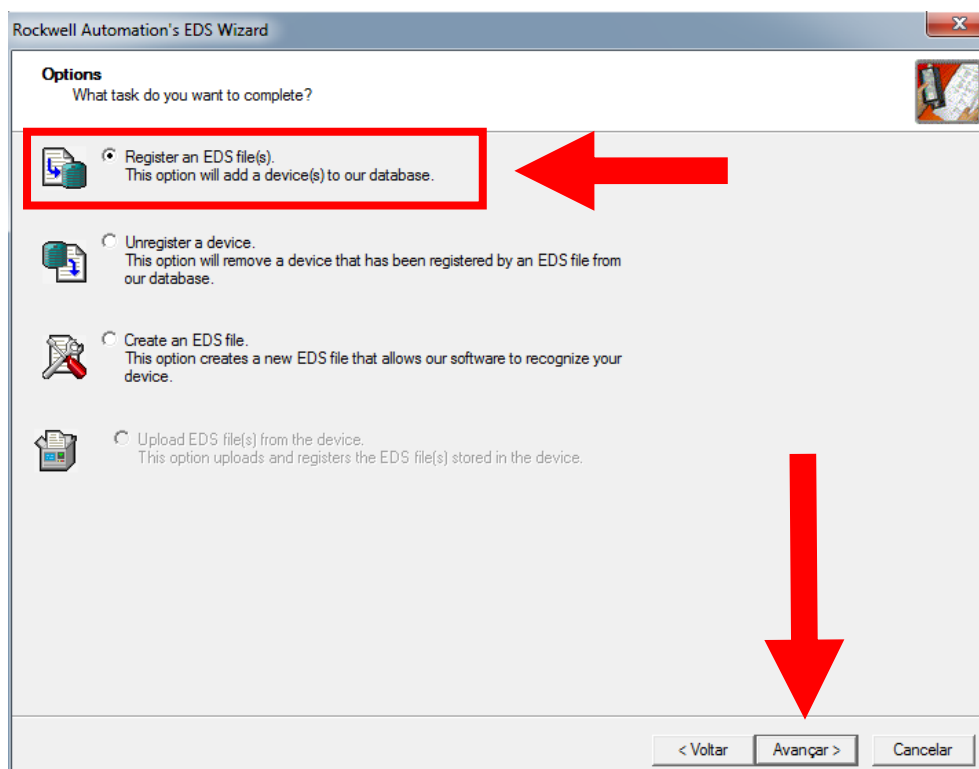 Rockwell Automation's EDS Wizard
Options
What task do you want to complete?
Register an EDS file(s).
This option will add a device(s) to our database.
Unregister a device.
This option will remove a device that has been registered by an EDS file from
our database.
Create an EDS file.
This option creates a new EDS file that allows our software to recognize your
device.
Upload EDS file(s) from the device.
This option uploads and registers the EDS file(s) stored in the device.
< Voltar
Avançar >
Cancelar